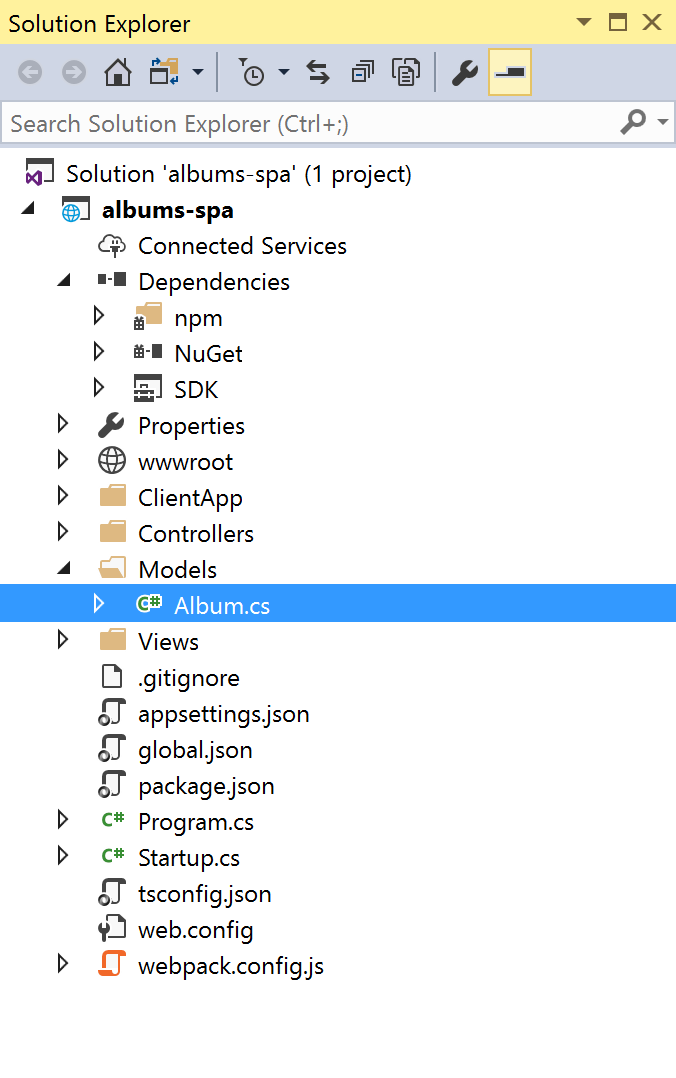 Solution Explorer
Search Solution Explorer (Ctrl+;)
Solution 'albums-spa' (1 project)
albums-spa
Connected Services
Dependencies
npm
NuGet
SDK
Properties
wwwroot
ClientApp
Controllers
Models
C# Album.cs
Views
.gitignore
appsettings.json
global.json
package.json
C# Program.cs
C# Startup.cs
tsconfig.json
web.config
webpack.config.js